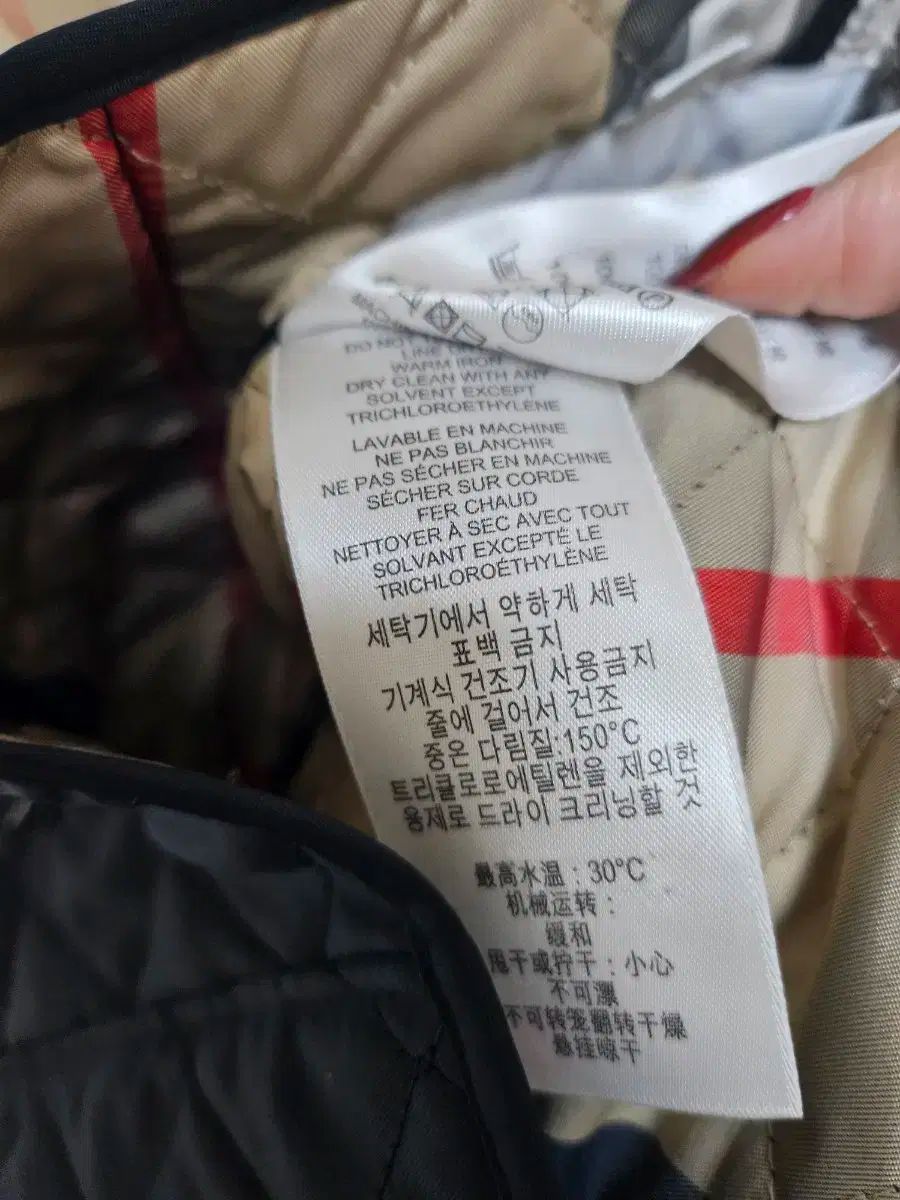 DO NOT
LINE
WARM IRON
DRY CLEAN WITH ANY
SOLVENT EXCEPT
TRICHLOROETHYLENE
LAVABLE EN MACHINE
NE PAS BLANCHIR
NE PAS SÉCHER EN MACHINE
SÉCHER SUR CORDE
FER CHAUD
NETTOYER À SEC AVEC TOUT
SOLVANT EXCEPTÉ LE
TRICHLOROÉTHYLÈNE
세탁기에서 약하게 세탁
표백 금지
기계식 건조기 사용금지
줄에 걸어서 건조
중온 다림질:150°C
트리클로로에틸렌을 제외한
용제로 드라이 크리닝할 것
最高水温：30°C
机械运转：
缓和
甩干或拧干：小心
不可漂
不可转笼翻转干燥
悬挂晾干